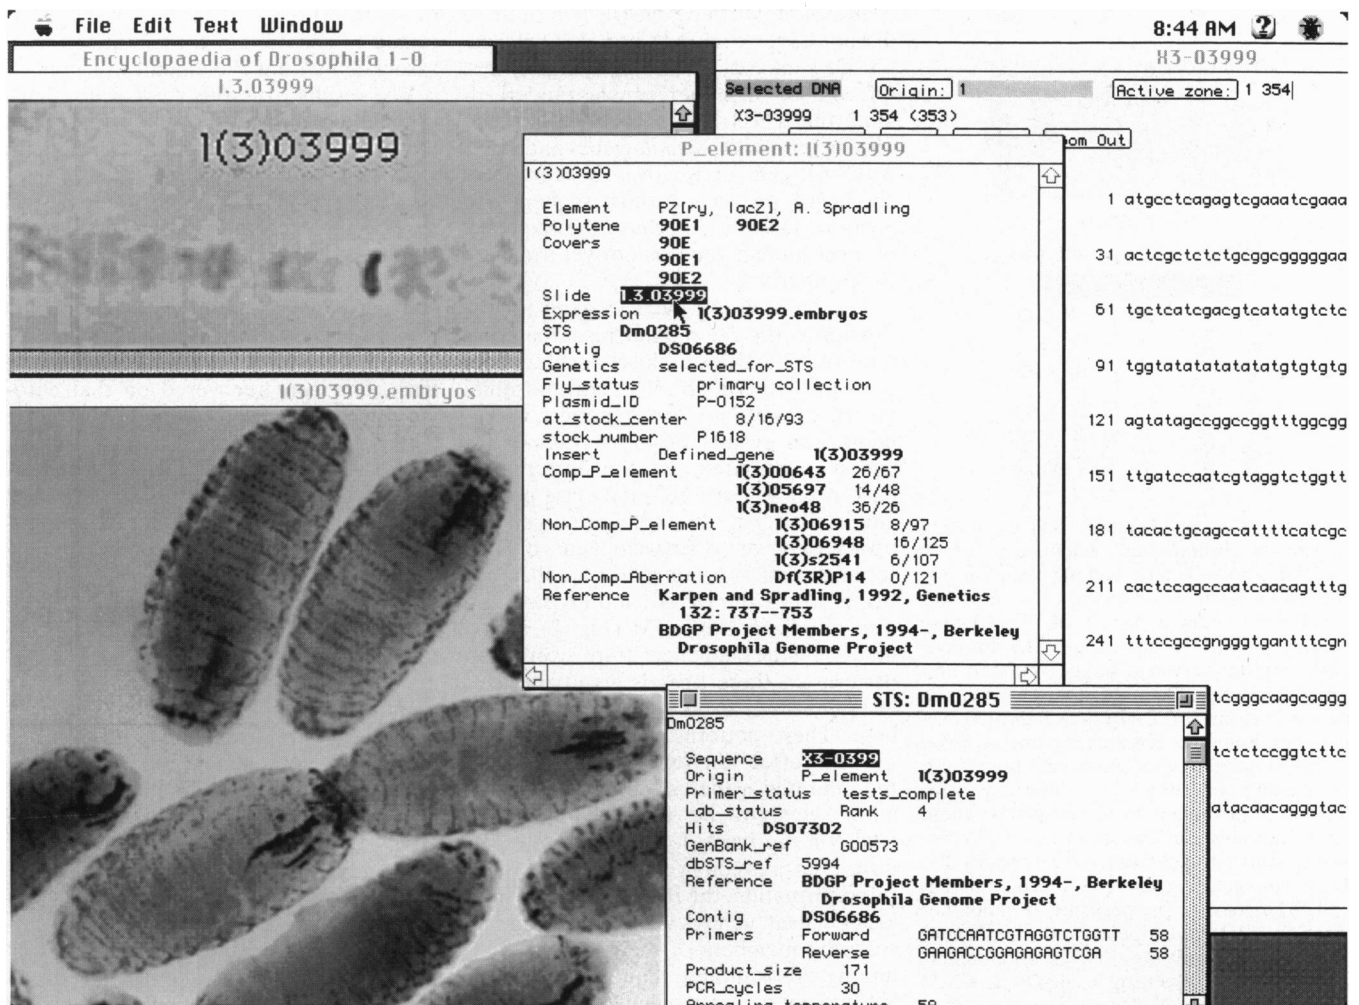 File Edit Text Window 8:44 AM
Encyclopaedia of Drosophila 1-0
l.3.03999
l(3)03999
X3-03999
Selected DNA Origin: 1 Active zone: 1 354
X3-03999 1 354 (353)
oom Out
1 atgcctcagagtcgaaatcgaaa
31 actcgctctctgcggcgggggaa
61 tgctcatcgacgtcatatgtctc
91 tggtatatatatatatgtgtgtg
121 agtatagccggccggtttggcgg
151 ttgatccaatcgtaggtctggtt
181 tacactgcagccattttcatcgc
211 cactccagccaatcaacagtttg
241 tttccgccgngggtgantttcgn
tcgggcaagcaggg
tctctccggtcttc
atacaacagggtac
P_element: l(3)03999
l(3)03999
Element PZ[ry, lacZ], A. Spradling
Polytene 90E1 90E2
Covers 90E
90E1
90E2
Slide l.3.03999
Expression l(3)03999.embryos
STS Dm0285
Contig DS06686
Genetics selected_for_STS
Fly_status primary collection
Plasmid_ID P-0152
at_stock_center 8/16/93
stock_number P1618
Insert Defined_gene l(3)03999
Comp_P_element l(3)00643 26/67
l(3)05697 14/48
l(3)neo48 36/26
Non_Comp_P_element l(3)06915 8/97
l(3)06948 16/125
l(3)s2541 6/107
Non_Comp_Aberration Df(3R)P14 0/121
Reference Karpen and Spradling, 1992, Genetics
132: 737--753
BDGP Project Members, 1994-, Berkeley
Drosophila Genome Project
l(3)03999.embryos
STS: Dm0285
Dm0285
Sequence X3-0399
Origin P_element l(3)03999
Primer_status tests_complete
Lab_status Rank 4
Hits DS07302
GenBank_ref G00573
dbSTS_ref 5994
Reference BDGP Project Members, 1994-, Berkeley
Drosophila Genome Project
Contig DS06686
Primers Forward GATCCAATCGTAGGTCTGGTT 58
Reverse GAAGACCGGAGAGAGTCGA 58
Product_size 171
PCR_cycles 30
Annealing_temperature 58